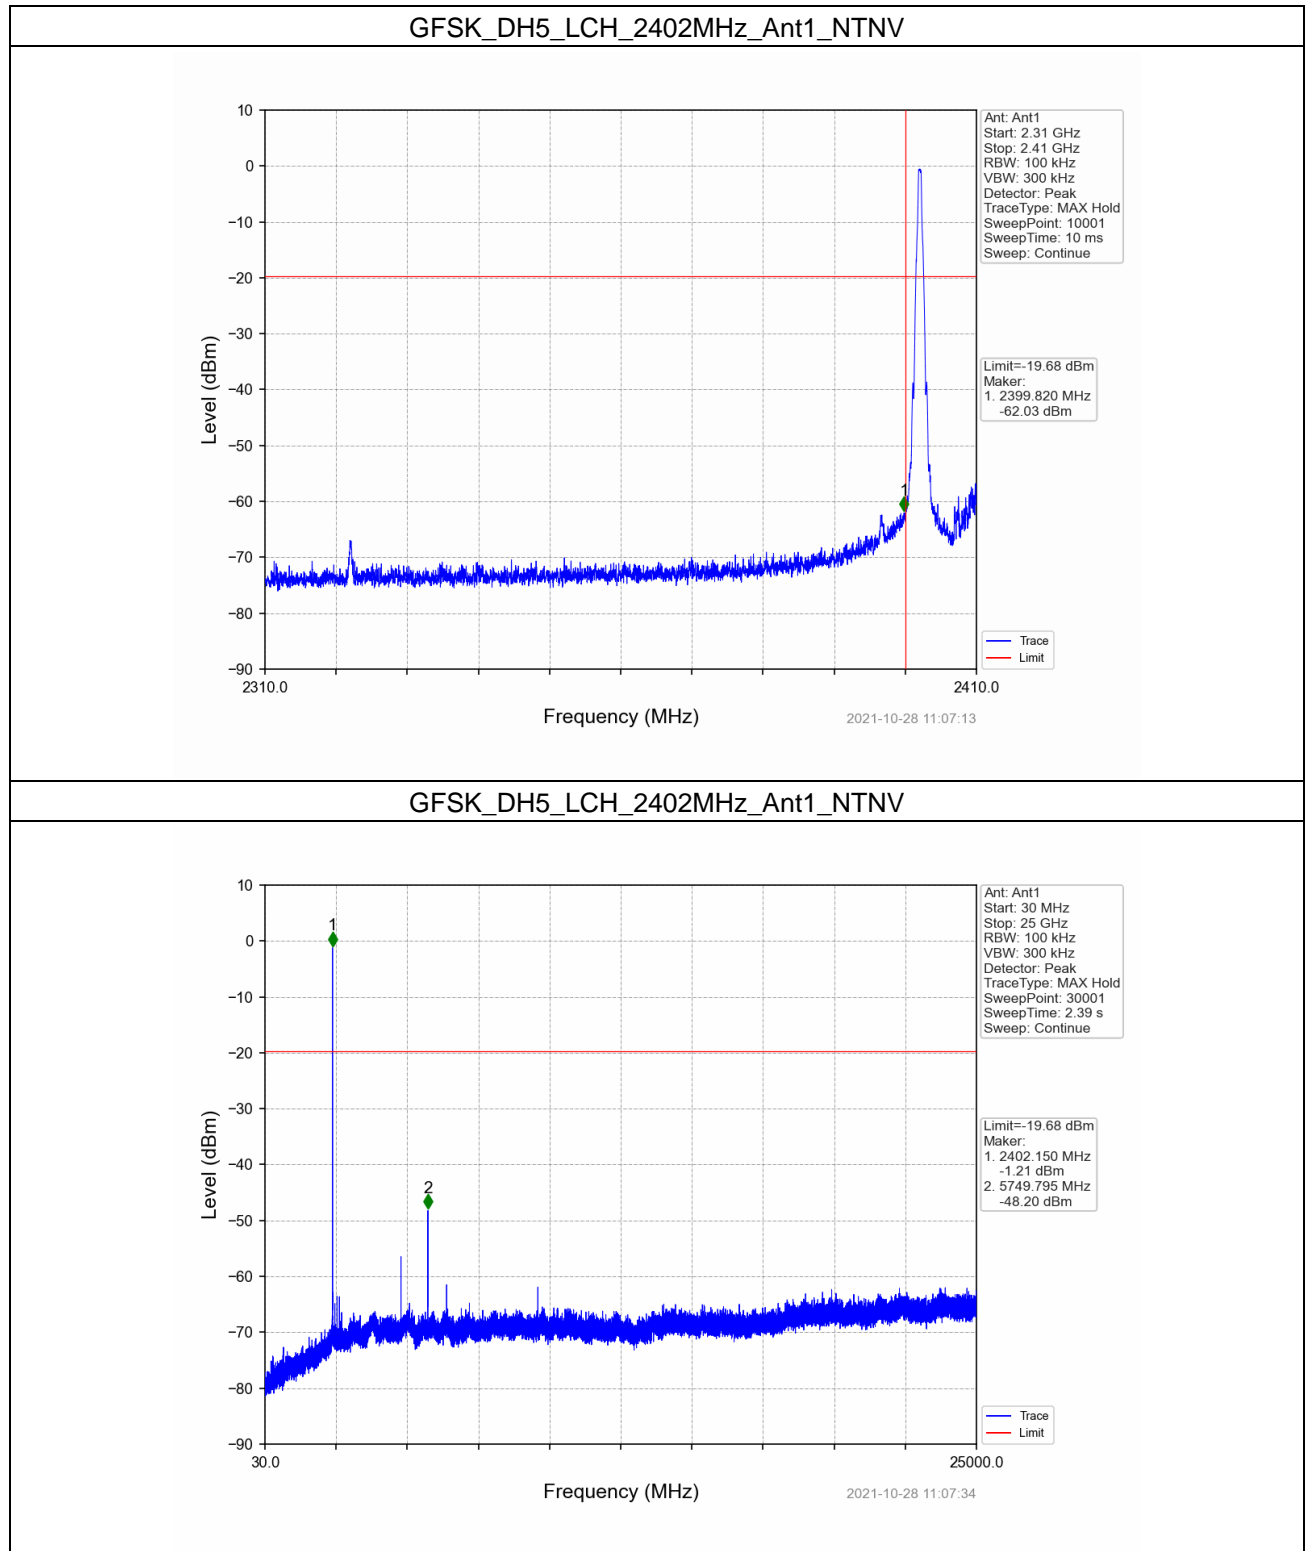 GFSK_DH5_LCH_2402MHz_Ant1_NTNV
10
0
−10
−20
−30
−40
−50
−60
−70
−80
−90
Level (dBm)
2310.0
2410.0
Frequency (MHz)
2021-10-28 11:07:13
1
Ant: Ant1
Start: 2.31 GHz
Stop: 2.41 GHz
RBW: 100 kHz
VBW: 300 kHz
Detector: Peak
TraceType: MAX Hold
SweepPoint: 10001
SweepTime: 10 ms
Sweep: Continue
Limit=-19.68 dBm
Maker:
1. 2399.820 MHz
-62.03 dBm
Trace
Limit
GFSK_DH5_LCH_2402MHz_Ant1_NTNV
10
0
−10
−20
−30
−40
−50
−60
−70
−80
−90
Level (dBm)
30.0
25000.0
Frequency (MHz)
2021-10-28 11:07:34
1
2
Ant: Ant1
Start: 30 MHz
Stop: 25 GHz
RBW: 100 kHz
VBW: 300 kHz
Detector: Peak
TraceType: MAX Hold
SweepPoint: 30001
SweepTime: 2.39 s
Sweep: Continue
Limit=-19.68 dBm
Maker:
1. 2402.150 MHz
-1.21 dBm
2. 5749.795 MHz
-48.20 dBm
Trace
Limit